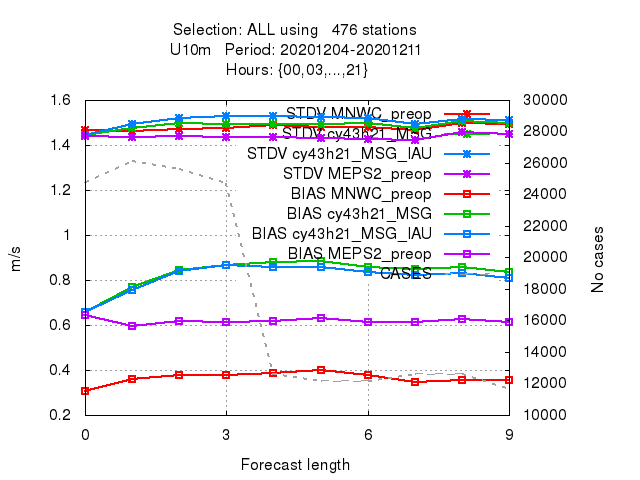 Selection: ALL using 476 stations
U10m Period: 20201204-20201211
Hours: {00,03,...,21}
1.6
1.4
1.2
1
0.8
0.6
0.4
0.2
m/s
STDV MNWC_preop
STDV cy43h21_MSG
STDV cy43h21_MSG_IAU
STDV MEPS2_preop
BIAS MNWC_preop
BIAS cy43h21_MSG
BIAS cy43h21_MSG_IAU
BIAS MEPS2_preop
CASES
30000
28000
26000
24000
22000
20000
18000
16000
14000
12000
10000
No cases
0 3 6 9
Forecast length